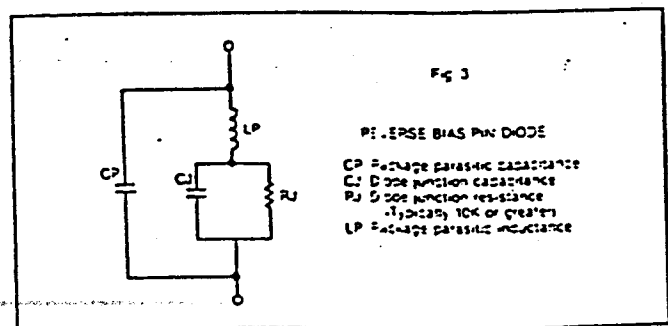 Fig 3
LP
REVERSE BIAS PIN DIODE
CP
CJ
RJ
CP Package parasitic capacitance
CJ Diode junction capacitance
RJ Diode junction resistance
-Typically 10K or greater
LP Package parasitic inductance